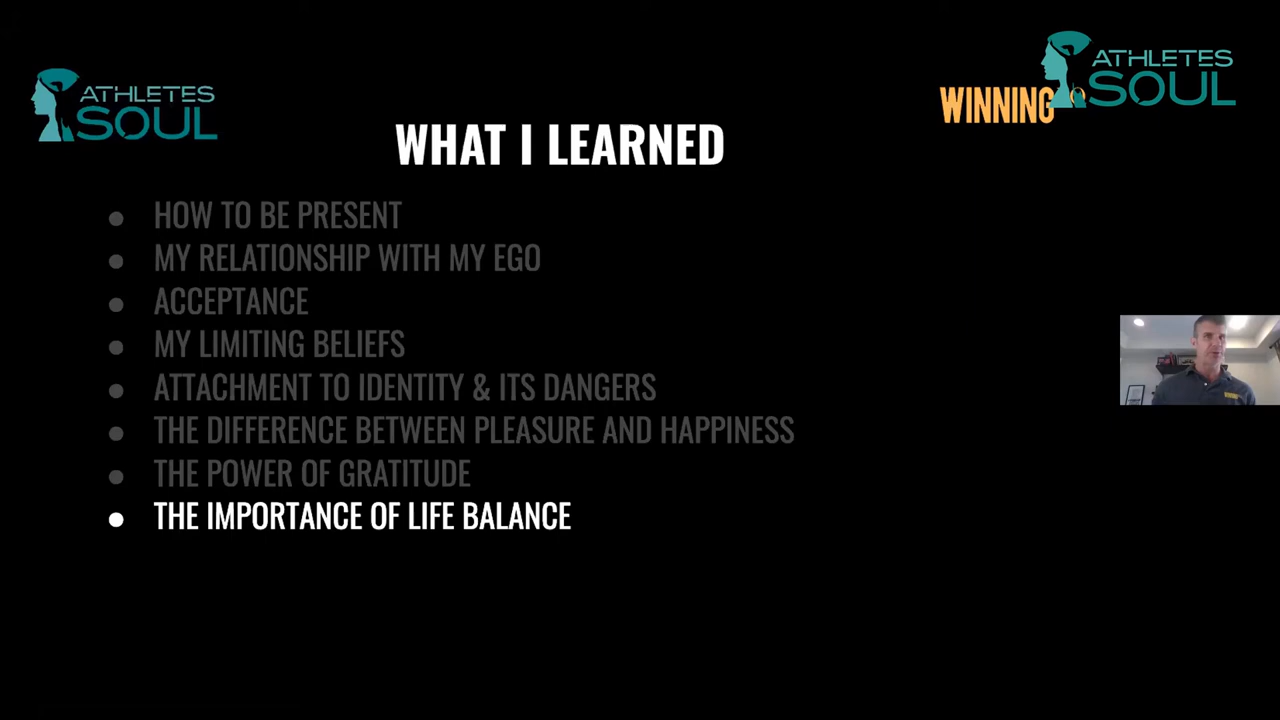 ATHLETES
SOUL
WINNING
ATHLETES
SOUL
WHAT I LEARNED
● HOW TO BE PRESENT
● MY RELATIONSHIP WITH MY EGO
● ACCEPTANCE
● MY LIMITING BELIEFS
● ATTACHMENT TO IDENTITY & ITS DANGERS
● THE DIFFERENCE BETWEEN PLEASURE AND HAPPINESS
● THE POWER OF GRATITUDE
● THE IMPORTANCE OF LIFE BALANCE